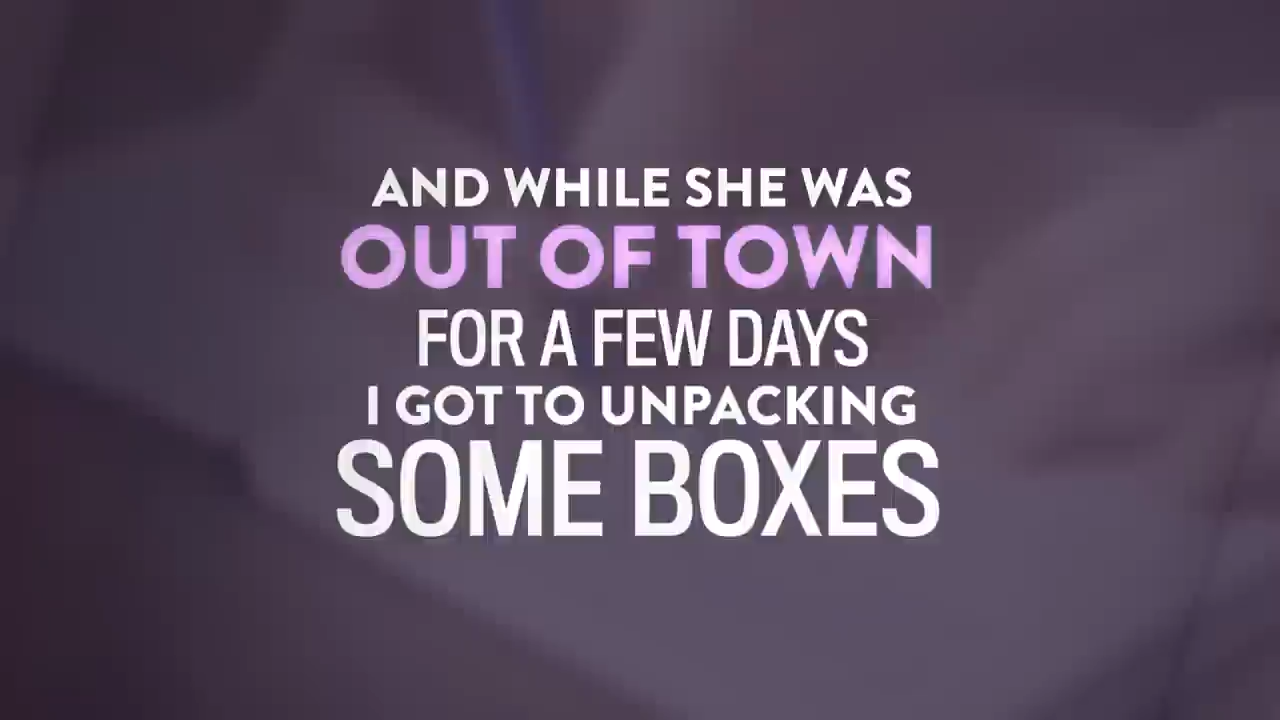 AND WHILE SHE WAS
OUT OF TOWN
FOR A FEW DAYS
I GOT TO UNPACKING
SOME BOXES